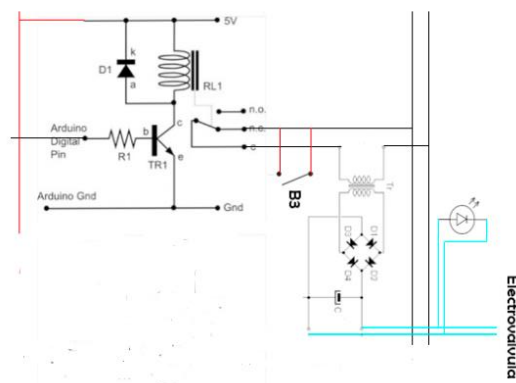 5V
k
D1
a
RL1
n.o.
c
n.c.
Arduino
Digital
Pin
b
c
R1
TR1
e
B3
Tr
Arduino Gnd
Gnd
D3
D1
D4
D2
C
Electrovalvula